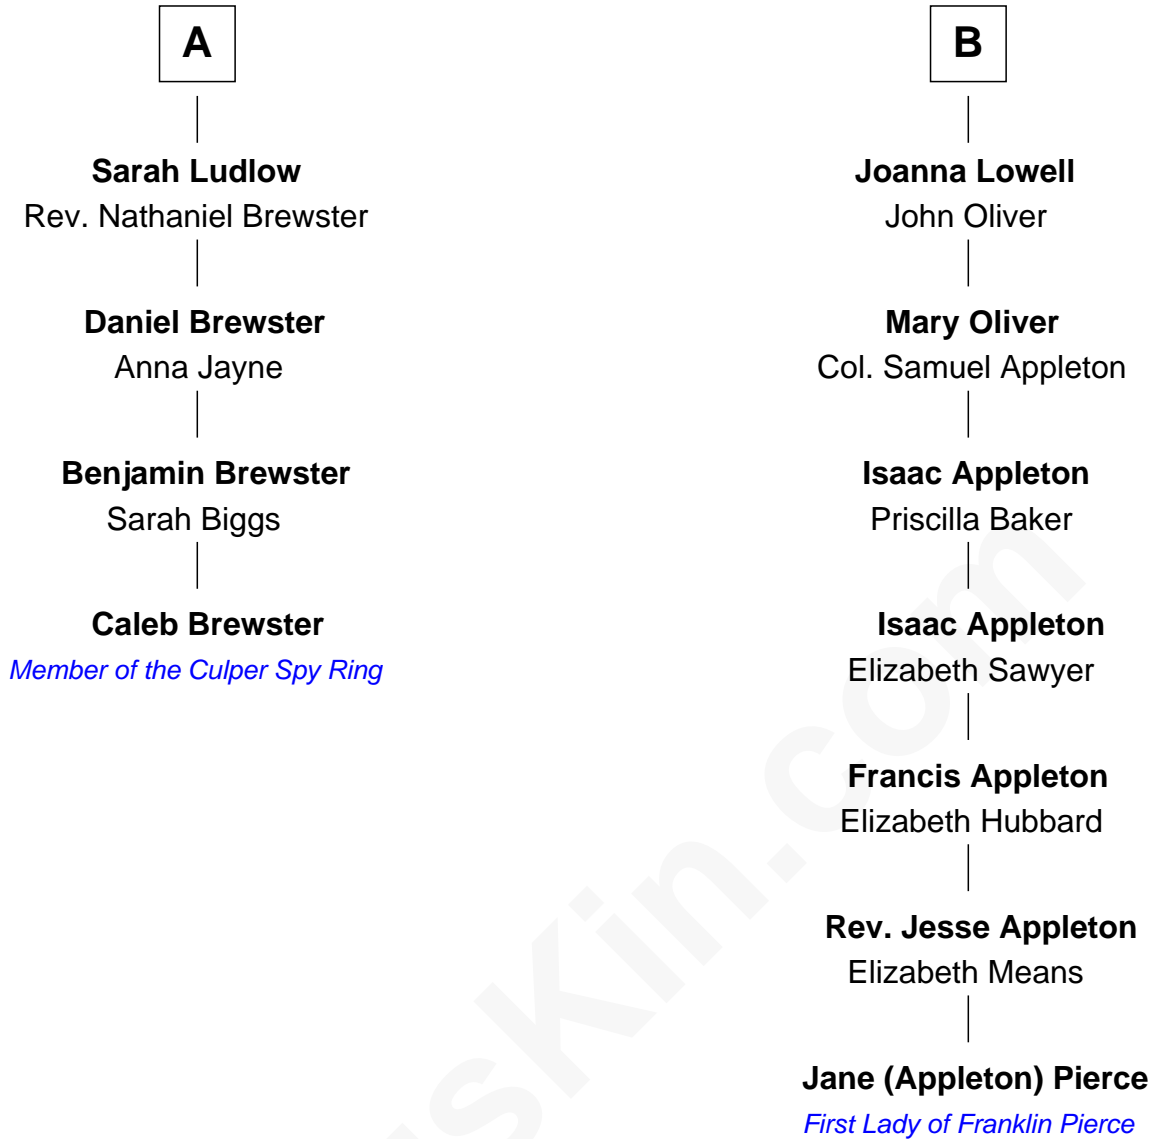 A
Sarah Ludlow
Rev. Nathaniel Brewster
Daniel Brewster
Anna Jayne
Benjamin Brewster
Sarah Biggs
Caleb Brewster
Member of the Culper Spy Ring
B
Joanna Lowell
John Oliver
Mary Oliver
Col. Samuel Appleton
Isaac Appleton
Priscilla Baker
Isaac Appleton
Elizabeth Sawyer
Francis Appleton
Elizabeth Hubbard
Rev. Jesse Appleton
Elizabeth Means
Jane (Appleton) Pierce
First Lady of Franklin Pierce
sKin.com